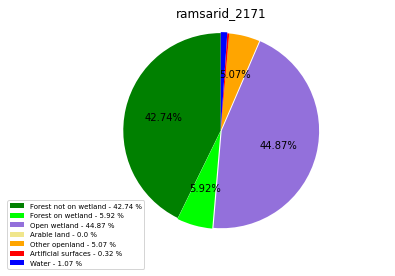 ramsarid_2171
5.07%
42.74%
44.87%
5.92%
Forest not on wetland - 42.74 %
Forest on wetland - 5.92 %
Open wetland - 44.87 %
Arable land - 0.0 %
Other openland - 5.07 %
Artificial surfaces - 0.32 %
Water - 1.07 %